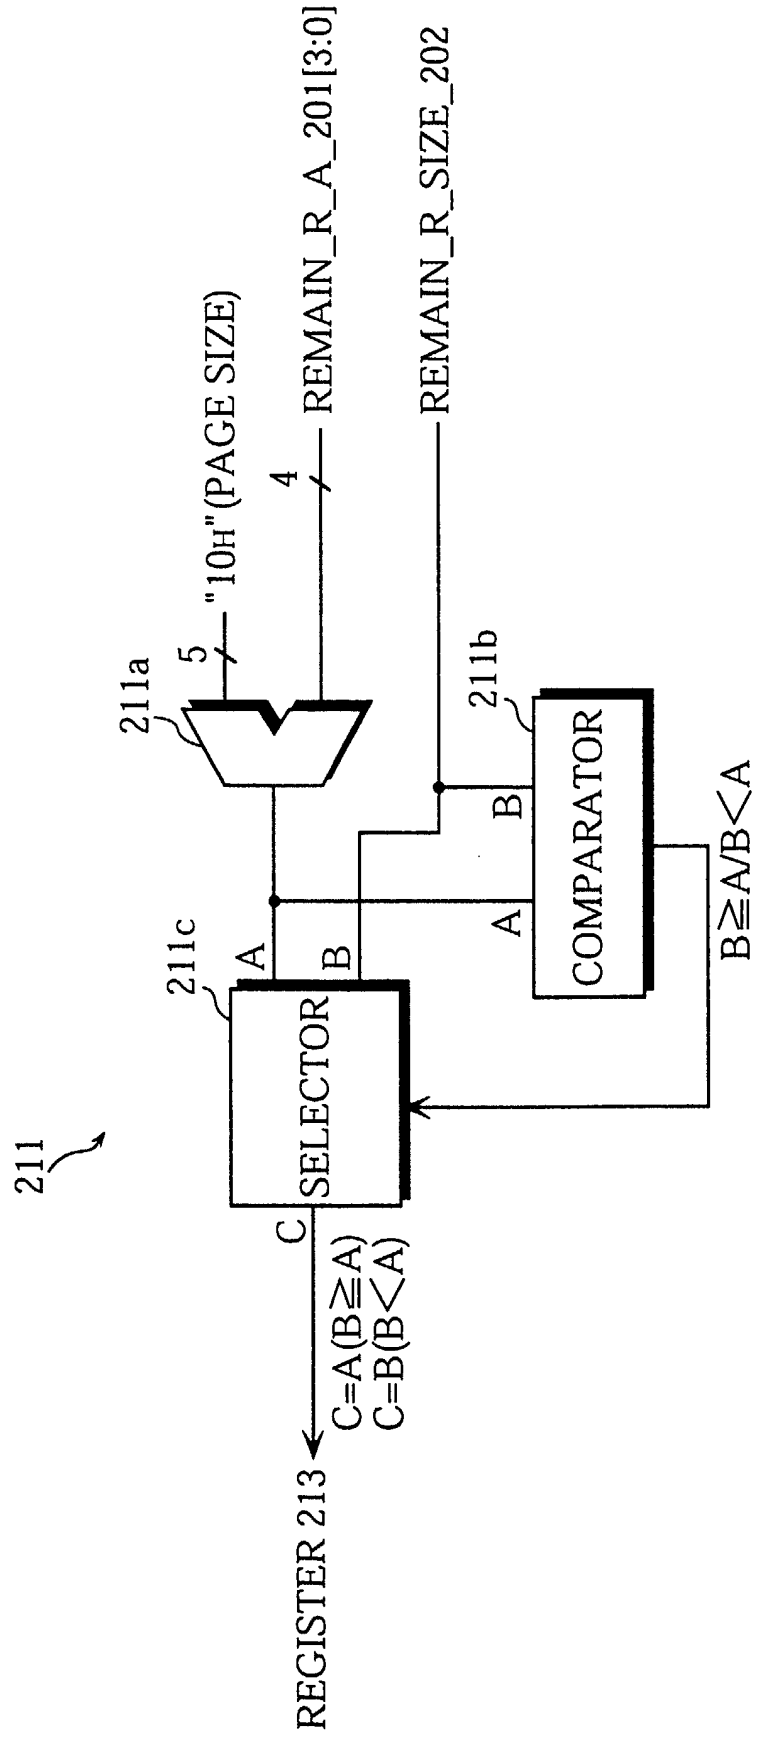 211
"10H"(PAGE SIZE)
5
211a
REMAIN_R_A_201[3:0]
4
REMAIN_R_SIZE_202
211b
COMPARATOR
A
B
B≧A/B<A
211c
SELECTOR
A
B
C
C=A(B≧A)
C=B(B<A)
REGISTER 213